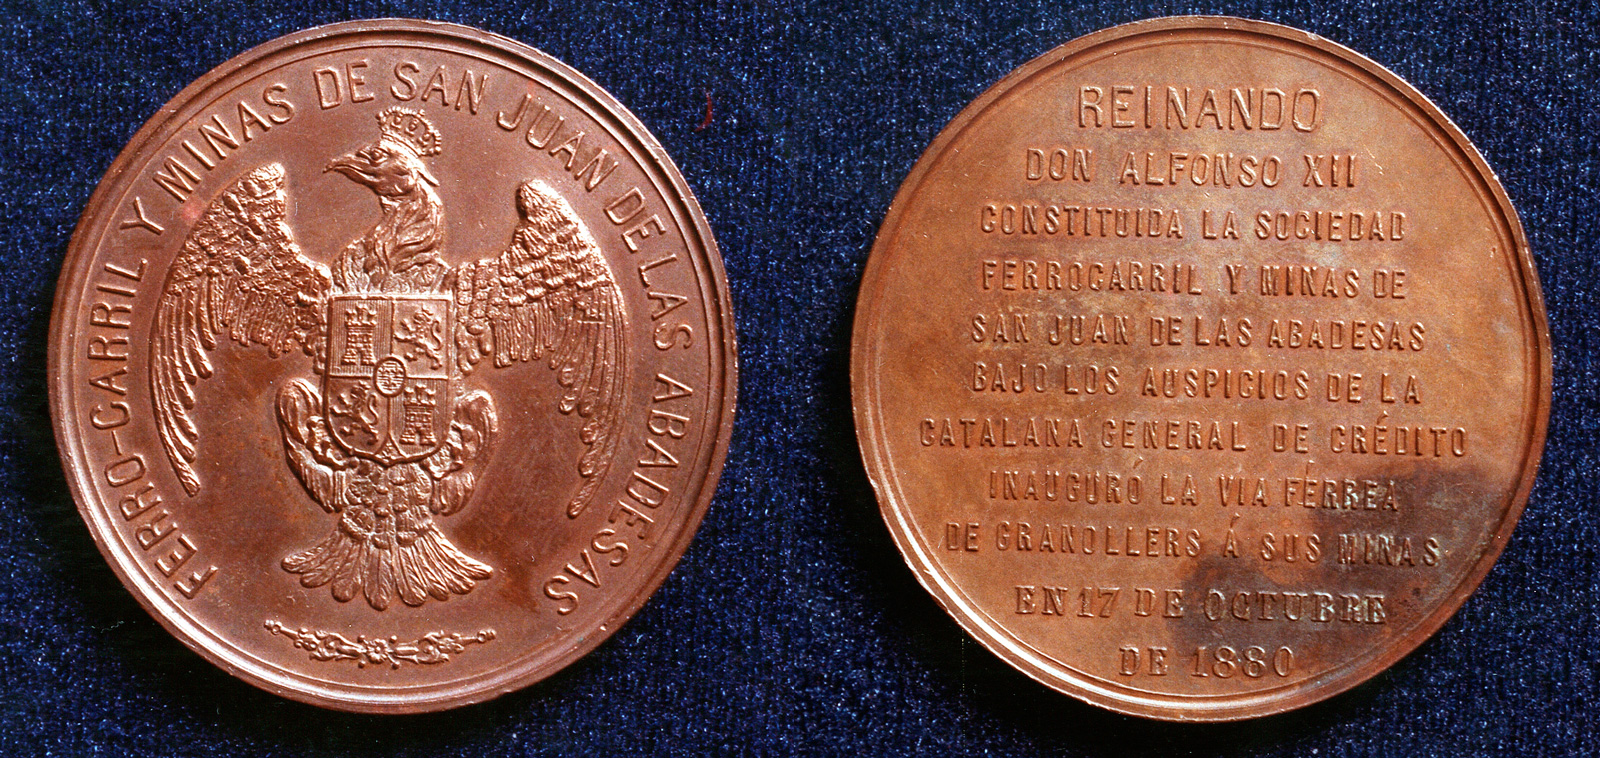 FERRO-CARRIL Y MINAS DE SAN JUAN DE LAS ABADESAS
REINANDO
DON ALFONSO XII
CONSTITUIDA LA SOCIEDAD
FERROCARRIL Y MINAS DE
SAN JUAN DE LAS ABADESAS
BAJO LOS AUSPICIOS DE LA
CATALANA GENERAL DE CRÉDITO
INAUGURÓ LA VIA FÉRREA
DE GRANOLLERS Á SUS MINAS
EN 17 DE OCTUBRE
DE 1880